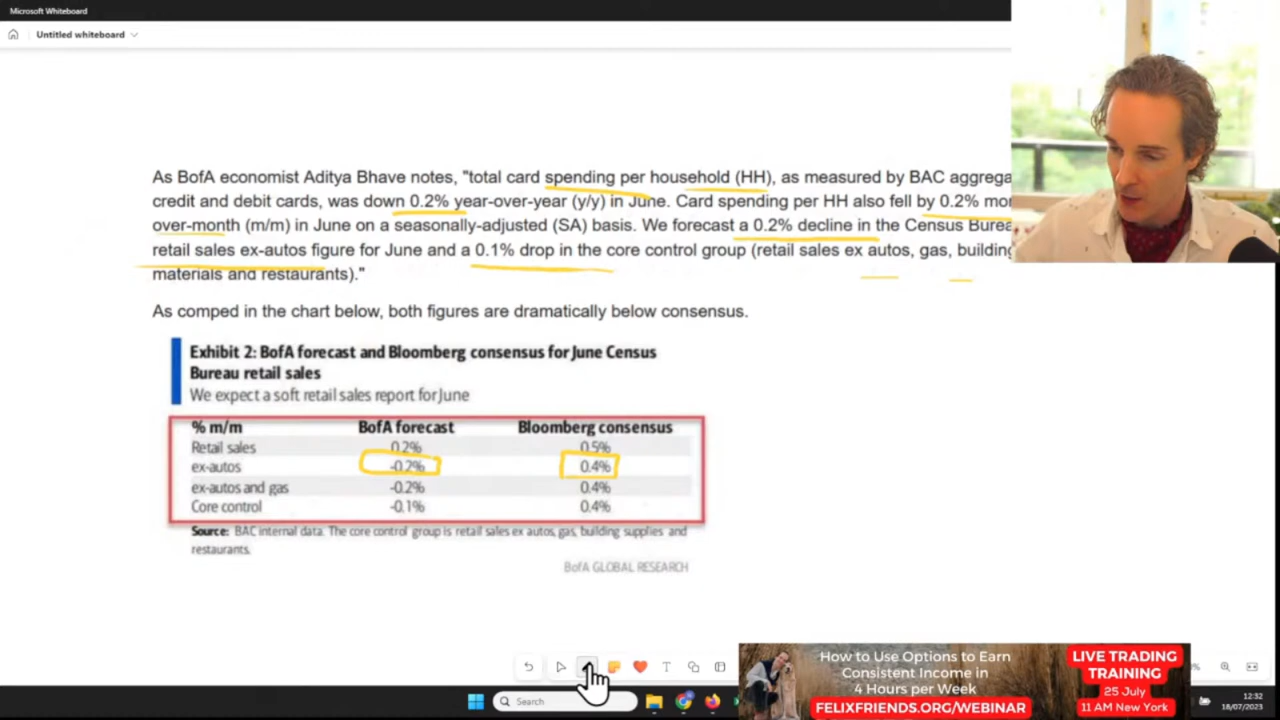 Microsoft Whiteboard
Untitled whiteboard
As BofA economist Aditya Bhave notes, "total card spending per household (HH), as measured by BAC aggrega
credit and debit cards, was down 0.2% year-over-year (y/y) in June. Card spending per HH also fell by 0.2% mo
over-month (m/m) in June on a seasonally-adjusted (SA) basis. We forecast a 0.2% decline in the Census Burea
retail sales ex-autos figure for June and a 0.1% drop in the core control group (retail sales ex autos, gas, building
materials and restaurants)."
As comped in the chart below, both figures are dramatically below consensus.
Exhibit 2: BofA forecast and Bloomberg consensus for June Census
Bureau retail sales
We expect a soft retail sales report for June
% m/m BofA forecast Bloomberg consensus
Retail sales 0.2% 0.5%
ex-autos -0.2% 0.4%
ex-autos and gas -0.2% 0.4%
Core control -0.1% 0.4%
Source: BAC internal data. The core control group is retail sales ex autos, gas, building supplies and
restaurants.
BofA GLOBAL RESEARCH
How to Use Options to Earn
Consistent Income in
4 Hours per Week
FELIXFRIENDS.ORG/WEBINAR
LIVE TRADING
TRAINING
25 July
11 AM New York
Search
12:32
18/07/2023